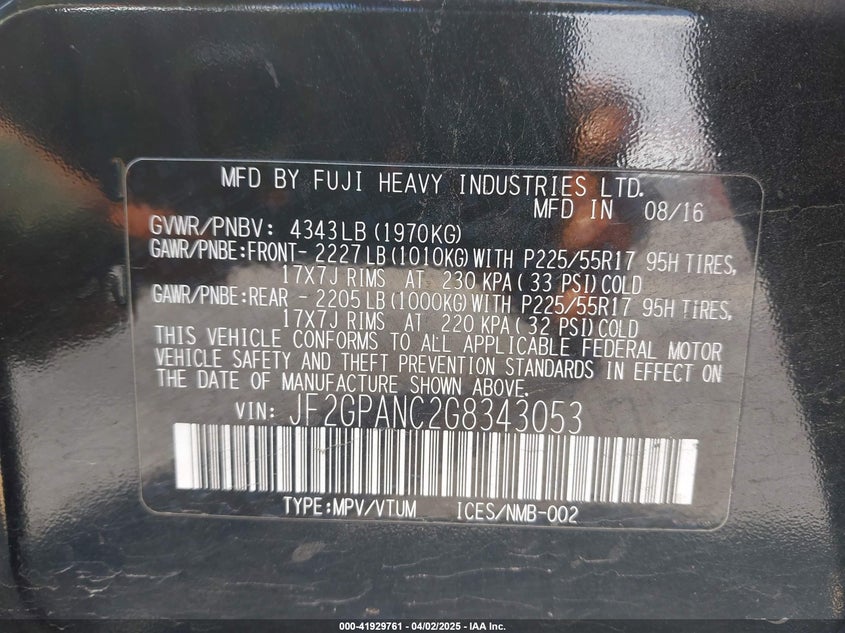 MFD BY FUJI HEAVY INDUSTRIES LTD.
MFD IN 08/16
GVWR/PNBV: 4343LB (1970KG)
GAWR/PNBE:FRONT- 2227LB (1010KG) WITH P225/55R17 95H TIRES,
17X7J RIMS AT 230 KPA( 33 PSI) COLD
GAWR/PNBE:REAR - 2205LB (1000KG) WITH P225/55R17 95H TIRES,
17X7J RIMS AT 220 KPA( 32 PSI) COLD
THIS VEHICLE CONFORMS TO ALL APPLICABLE FEDERAL MOTOR
VEHICLE SAFETY AND THEFT PREVENTION STANDARDS IN EFFECT ON
THE DATE OF MANUFACTURE SHOWN ABOVE.
VIN: JF2GPANC2G8343053
TYPE:MPV/VTUM ICES/NMB-002
000-41929761 - 04/02/2025 - IAA Inc.